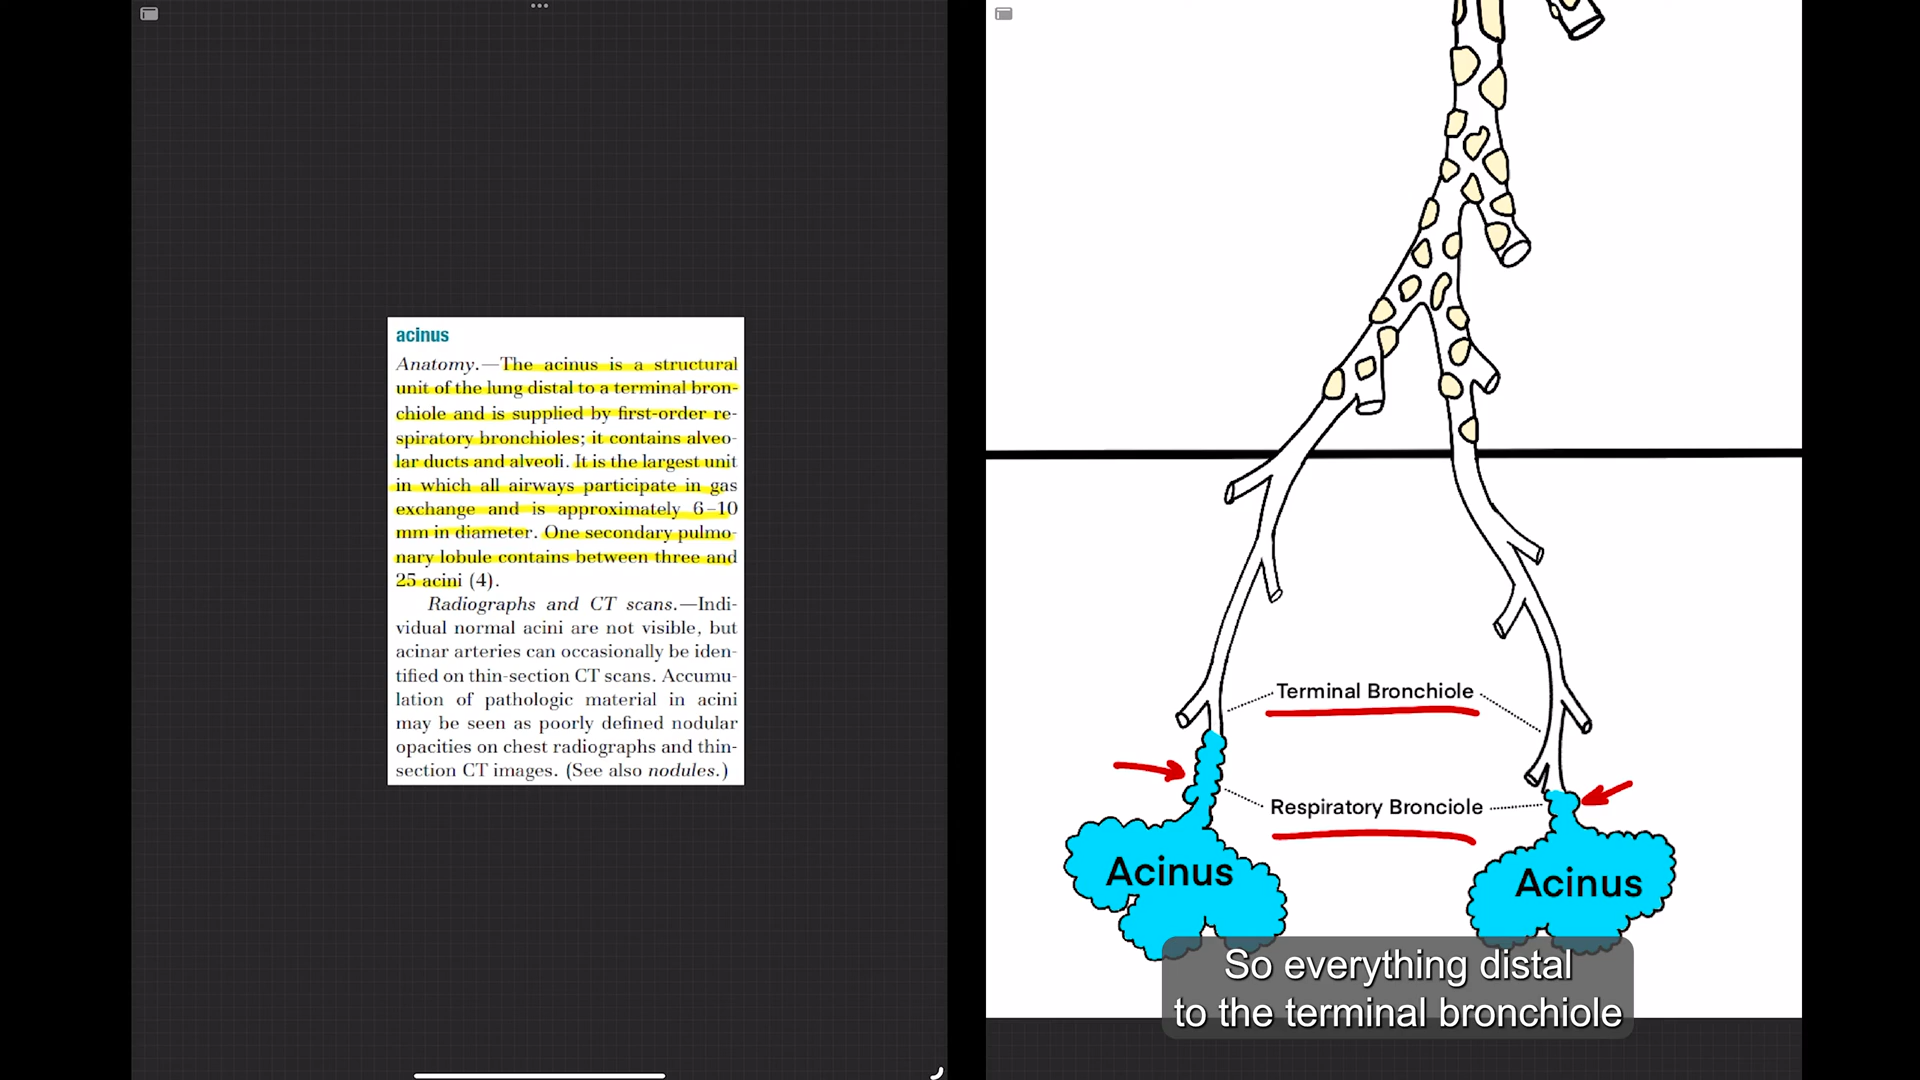 acinus
Anatomy.—The acinus is a structural
unit of the lung distal to a terminal bron-
chiole and is supplied by first-order re-
spiratory bronchioles; it contains alveo-
lar ducts and alveoli. It is the largest unit
in which all airways participate in gas
exchange and is approximately 6–10
mm in diameter. One secondary pulmo-
nary lobule contains between three and
25 acini (4).
Radiographs and CT scans.—Indi-
vidual normal acini are not visible, but
acinar arteries can occasionally be iden-
tified on thin-section CT scans. Accumu-
lation of pathologic material in acini
may be seen as poorly defined nodular
opacities on chest radiographs and thin-
section CT images. (See also nodules.)
Terminal Bronchiole
Respiratory Bronciole
Acinus
Acinus
So everything distal
to the terminal bronchiole